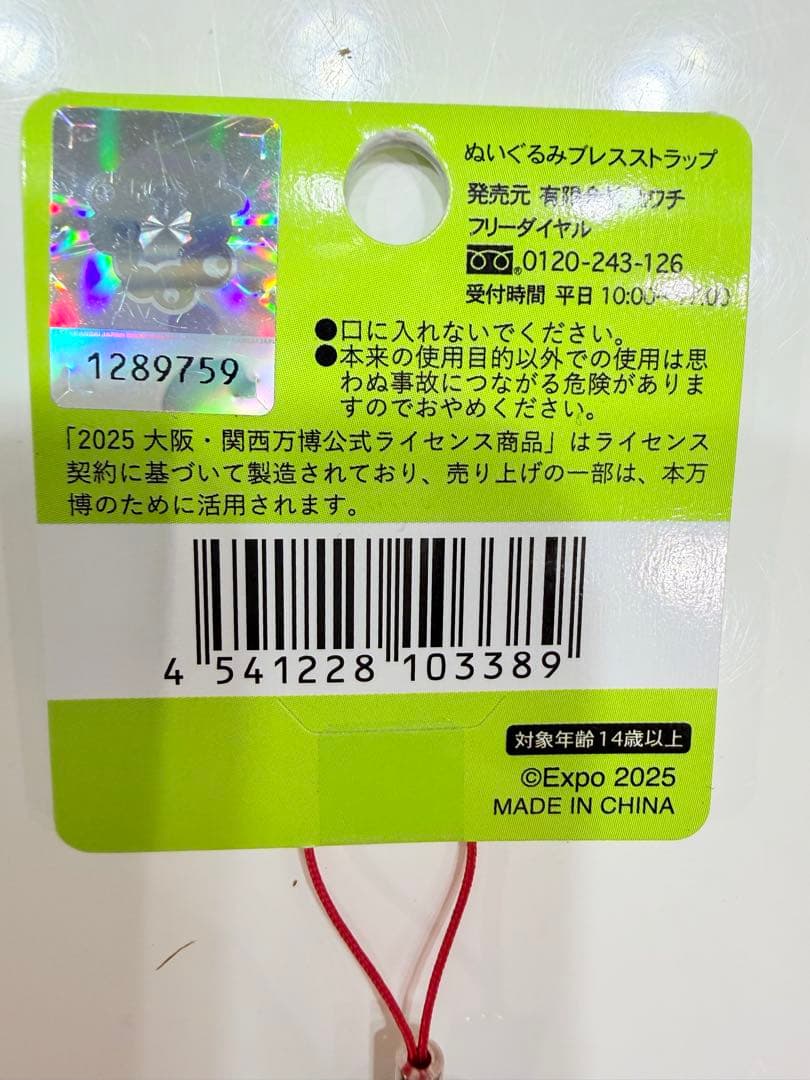 ぬいぐるみブレスストラップ
発売元 有限 ワチ
フリーダイヤル
0120-243-126
受付時間 平日 10:00~ :00
1289759
●口に入れないでください。
●本来の使用目的以外での使用は思
わぬ事故につながる危険がありま
すのでおやめください。
「2025 大阪・関西万博公式ライセンス商品」はライセンス
契約に基づいて製造されており、売り上げの一部は、本万
博のために活用されます。
4 541228 103389
対象年齢14歳以上
©Expo 2025
MADE IN CHINA